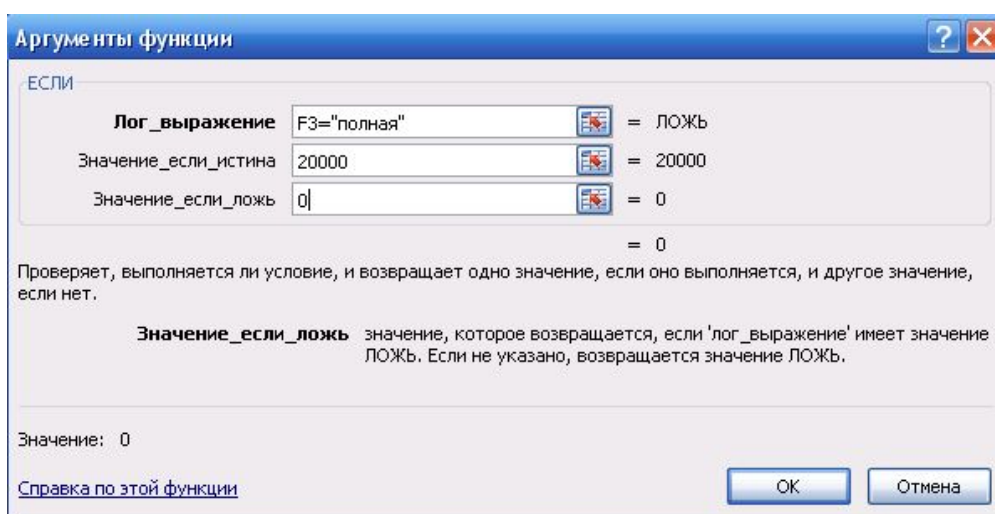 Аргументы функции
ЕСЛИ
Лог_выражение F3="полная" = ЛОЖЬ
Значение_если_истина 20000 = 20000
Значение_если_ложь 0 = 0
= 0
Проверяет, выполняется ли условие, и возвращает одно значение, если оно выполняется, и другое значение,
если нет.
Значение_если_ложь значение, которое возвращается, если 'лог_выражение' имеет значение
ЛОЖЬ. Если не указано, возвращается значение ЛОЖЬ.
Значение: 0
Справка по этой функции
ОК Отмена